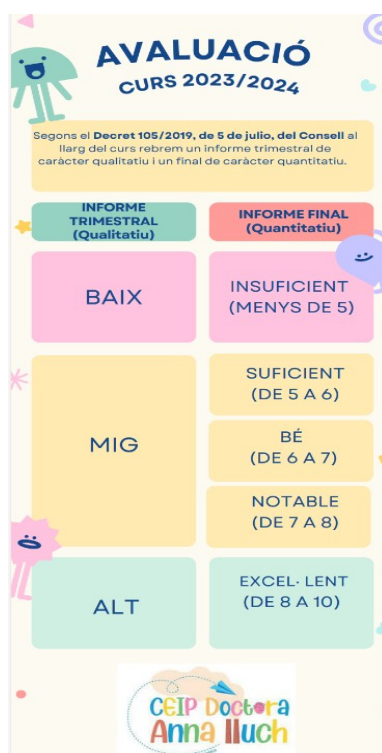 AVALUACIÓ
CURS 2023/2024
Segons el Decret 105/2019, de 5 de julio, del Consell al
llarg del curs rebrem un informe trimestral de
caràcter qualitatiu i un final de caràcter quantitatiu.
INFORME
TRIMESTRAL
(Qualitatiu)
INFORME FINAL
(Quantitatiu)
BAIX
INSUFICIENT
(MENYS DE 5)
MIG
SUFICIENT
(DE 5 A 6)
BÉ
(DE 6 A 7)
NOTABLE
(DE 7 A 8)
ALT
EXCEL· LENT
(DE 8 A 10)
CEIP Doctora
Anna lluch